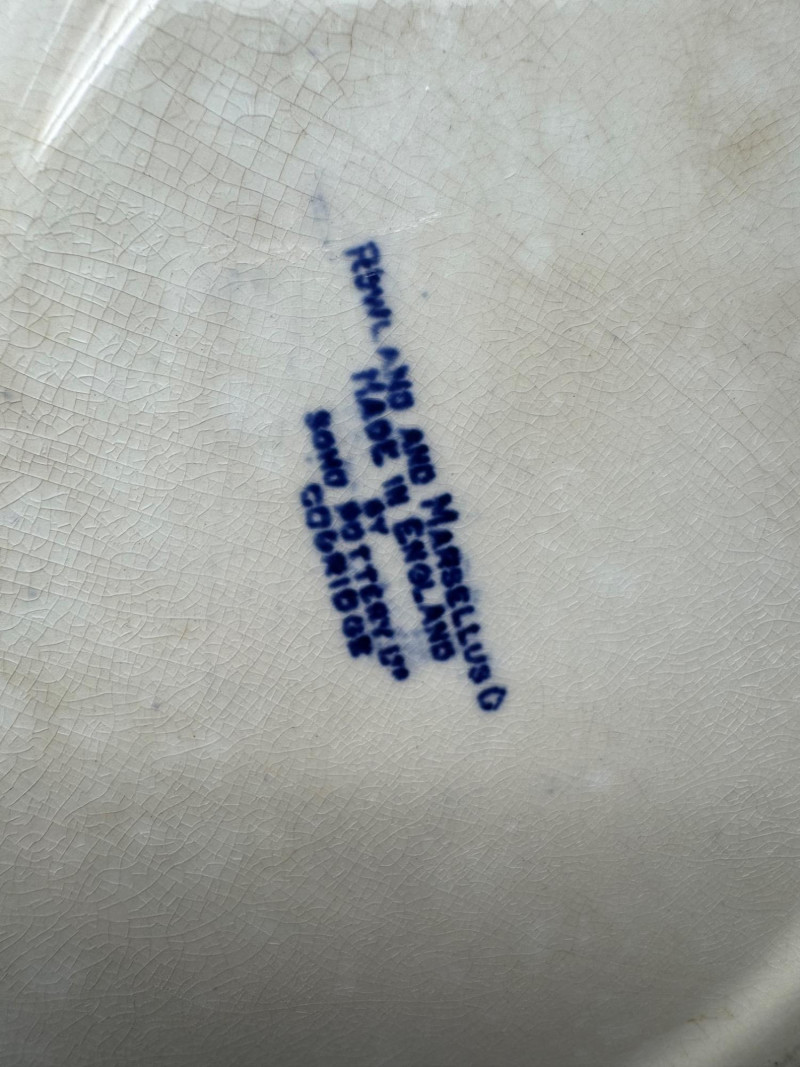 ROWLAND AND MARSELLUS Co
MADE IN ENGLAND
BY
SOHO POTTERY LTD
COBRIDGE